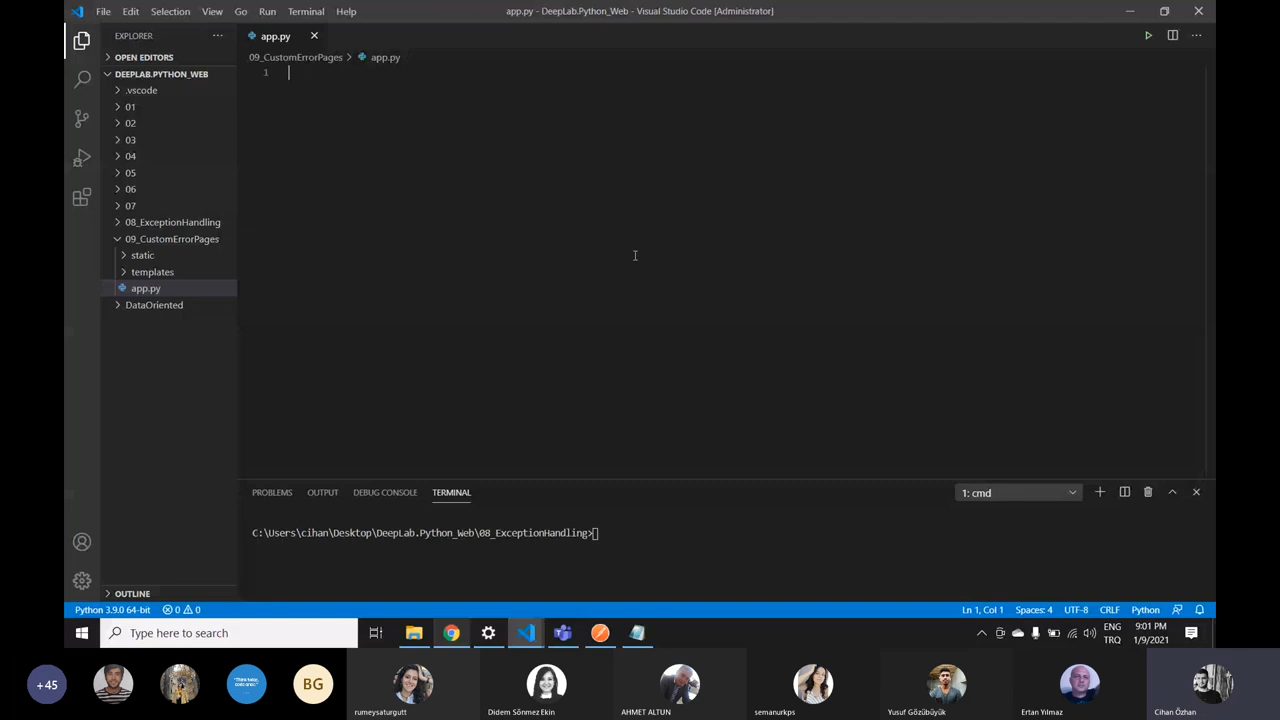 File Edit Selection View Go Run Terminal Help
app.py - DeepLab.Python_Web - Visual Studio Code [Administrator]
EXPLORER
OPEN EDITORS
DEEPLAB.PYTHON_WEB
.vscode
01
02
03
04
05
06
07
08_ExceptionHandling
09_CustomErrorPages
static
templates
app.py
DataOriented
OUTLINE
app.py
09_CustomErrorPages > app.py
1
PROBLEMS OUTPUT DEBUG CONSOLE TERMINAL
1: cmd
C:\Users\cihan\Desktop\DeepLab.Python_Web\08_ExceptionHandling>
Python 3.9.0 64-bit 0 0
Ln 1, Col 1 Spaces: 4 UTF-8 CRLF Python
Type here to search
ENG
TRQ
9:01 PM
1/9/2021
+45
BG
rumeysaturgutt
Didem Sönmez Ekin
AHMET ALTUN
semanurkps
Yusuf Gözübüyük
Ertan Yılmaz
Cihan Özhan